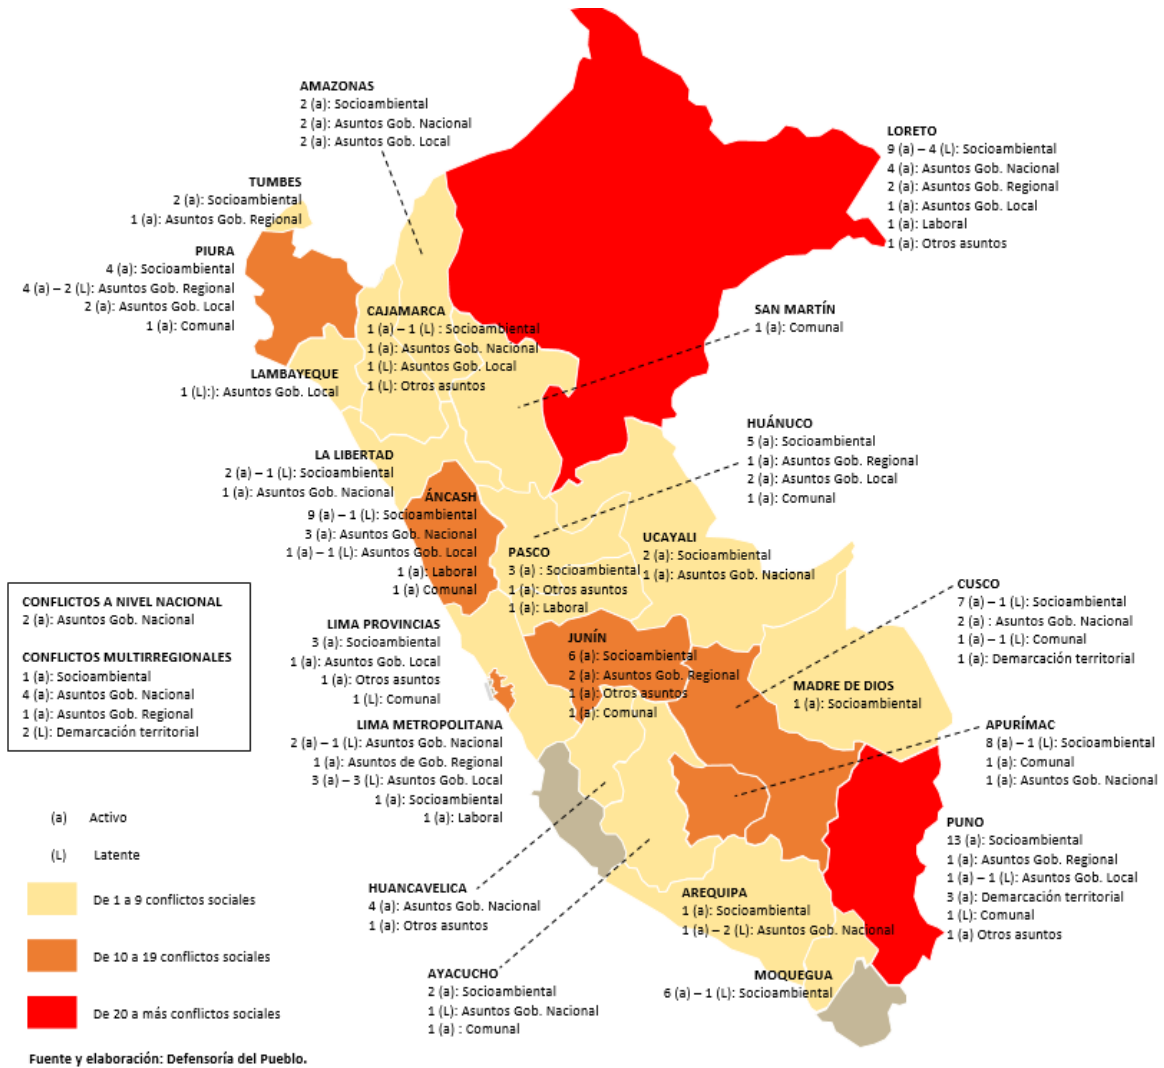 AMAZONAS
2 (a): Socioambiental
2 (a): Asuntos Gob. Nacional
2 (a): Asuntos Gob. Local
LORETO
9 (a) – 4 (L): Socioambiental
4 (a): Asuntos Gob. Nacional
2 (a): Asuntos Gob. Regional
1 (a): Asuntos Gob. Local
1 (a): Laboral
1 (a): Otros asuntos
TUMBES
2 (a): Socioambiental
1 (a): Asuntos Gob. Regional
PIURA
4 (a): Socioambiental
4 (a) – 2 (L): Asuntos Gob. Regional
2 (a): Asuntos Gob. Local
1 (a): Comunal
CAJAMARCA
1 (a) – 1 (L) : Socioambiental
1 (a): Asuntos Gob. Nacional
1 (L): Asuntos Gob. Local
1 (L): Otros asuntos
SAN MARTÍN
1 (a): Comunal
LAMBAYEQUE
1 (L):): Asuntos Gob. Local
HUÁNUCO
5 (a): Socioambiental
1 (a): Asuntos Gob. Regional
2 (a): Asuntos Gob. Local
1 (a): Comunal
LA LIBERTAD
2 (a) – 1 (L): Socioambiental
1 (a): Asuntos Gob. Nacional
ÁNCASH
9 (a) – 1 (L): Socioambiental
3 (a): Asuntos Gob. Nacional
1 (a) – 1 (L): Asuntos Gob. Local
1 (a): Laboral
1 (a) Comunal
PASCO
3 (a) : Socioambiental
1 (a): Otros asuntos
1 (a): Laboral
UCAYALI
2 (a): Socioambiental
1 (a): Asuntos Gob. Nacional
CUSCO
7 (a) – 1 (L): Socioambiental
2 (a) : Asuntos Gob. Nacional
1 (a) – 1 (L): Comunal
1 (a): Demarcación territorial
CONFLICTOS A NIVEL NACIONAL
2 (a): Asuntos Gob. Nacional
CONFLICTOS MULTIRREGIONALES
1 (a): Socioambiental
4 (a): Asuntos Gob. Nacional
1 (a): Asuntos Gob. Regional
2 (L): Demarcación territorial
LIMA PROVINCIAS
3 (a): Socioambiental
1 (a): Asuntos Gob. Local
1 (a): Otros asuntos
1 (L): Comunal
JUNÍN
6 (a): Socioambiental
2 (a): Asuntos Gob. Regional
1 (a): Otros asuntos
1 (a): Comunal
MADRE DE DIOS
1 (a): Socioambiental
LIMA METROPOLITANA
2 (a) – 1 (L): Asuntos Gob. Nacional
1 (a): Asuntos de Gob. Regional
3 (a) – 3 (L): Asuntos Gob. Local
1 (a): Socioambiental
1 (a): Laboral
APURÍMAC
8 (a) – 1 (L): Socioambiental
1 (a): Comunal
1 (a): Asuntos Gob. Nacional
PUNO
13 (a): Socioambiental
1 (a): Asuntos Gob. Regional
1 (a) – 1 (L): Asuntos Gob. Local
3 (a): Demarcación territorial
1 (L): Comunal
1 (a) Otros asuntos
HUANCAVELICA
4 (a): Asuntos Gob. Nacional
1 (a): Otros asuntos
AREQUIPA
1 (a): Socioambiental
1 (a) – 2 (L): Asuntos Gob. Nacional
AYACUCHO
2 (a): Socioambiental
1 (L): Asuntos Gob. Nacional
1 (a) : Comunal
MOQUEGUA
6 (a) – 1 (L): Socioambiental
(a) Activo
(L) Latente
De 1 a 9 conflictos sociales
De 10 a 19 conflictos sociales
De 20 a más conflictos sociales
Fuente y elaboración: Defensoría del Pueblo.